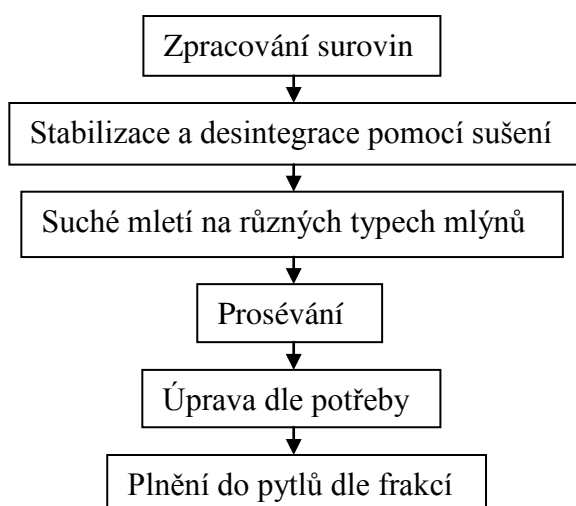 Zpracování surovin
Stabilizace a desintegrace pomocí sušení
Suché mletí na různých typech mlýnů
Prosévání
Úprava dle potřeby
Plnění do pytlů dle frakcí